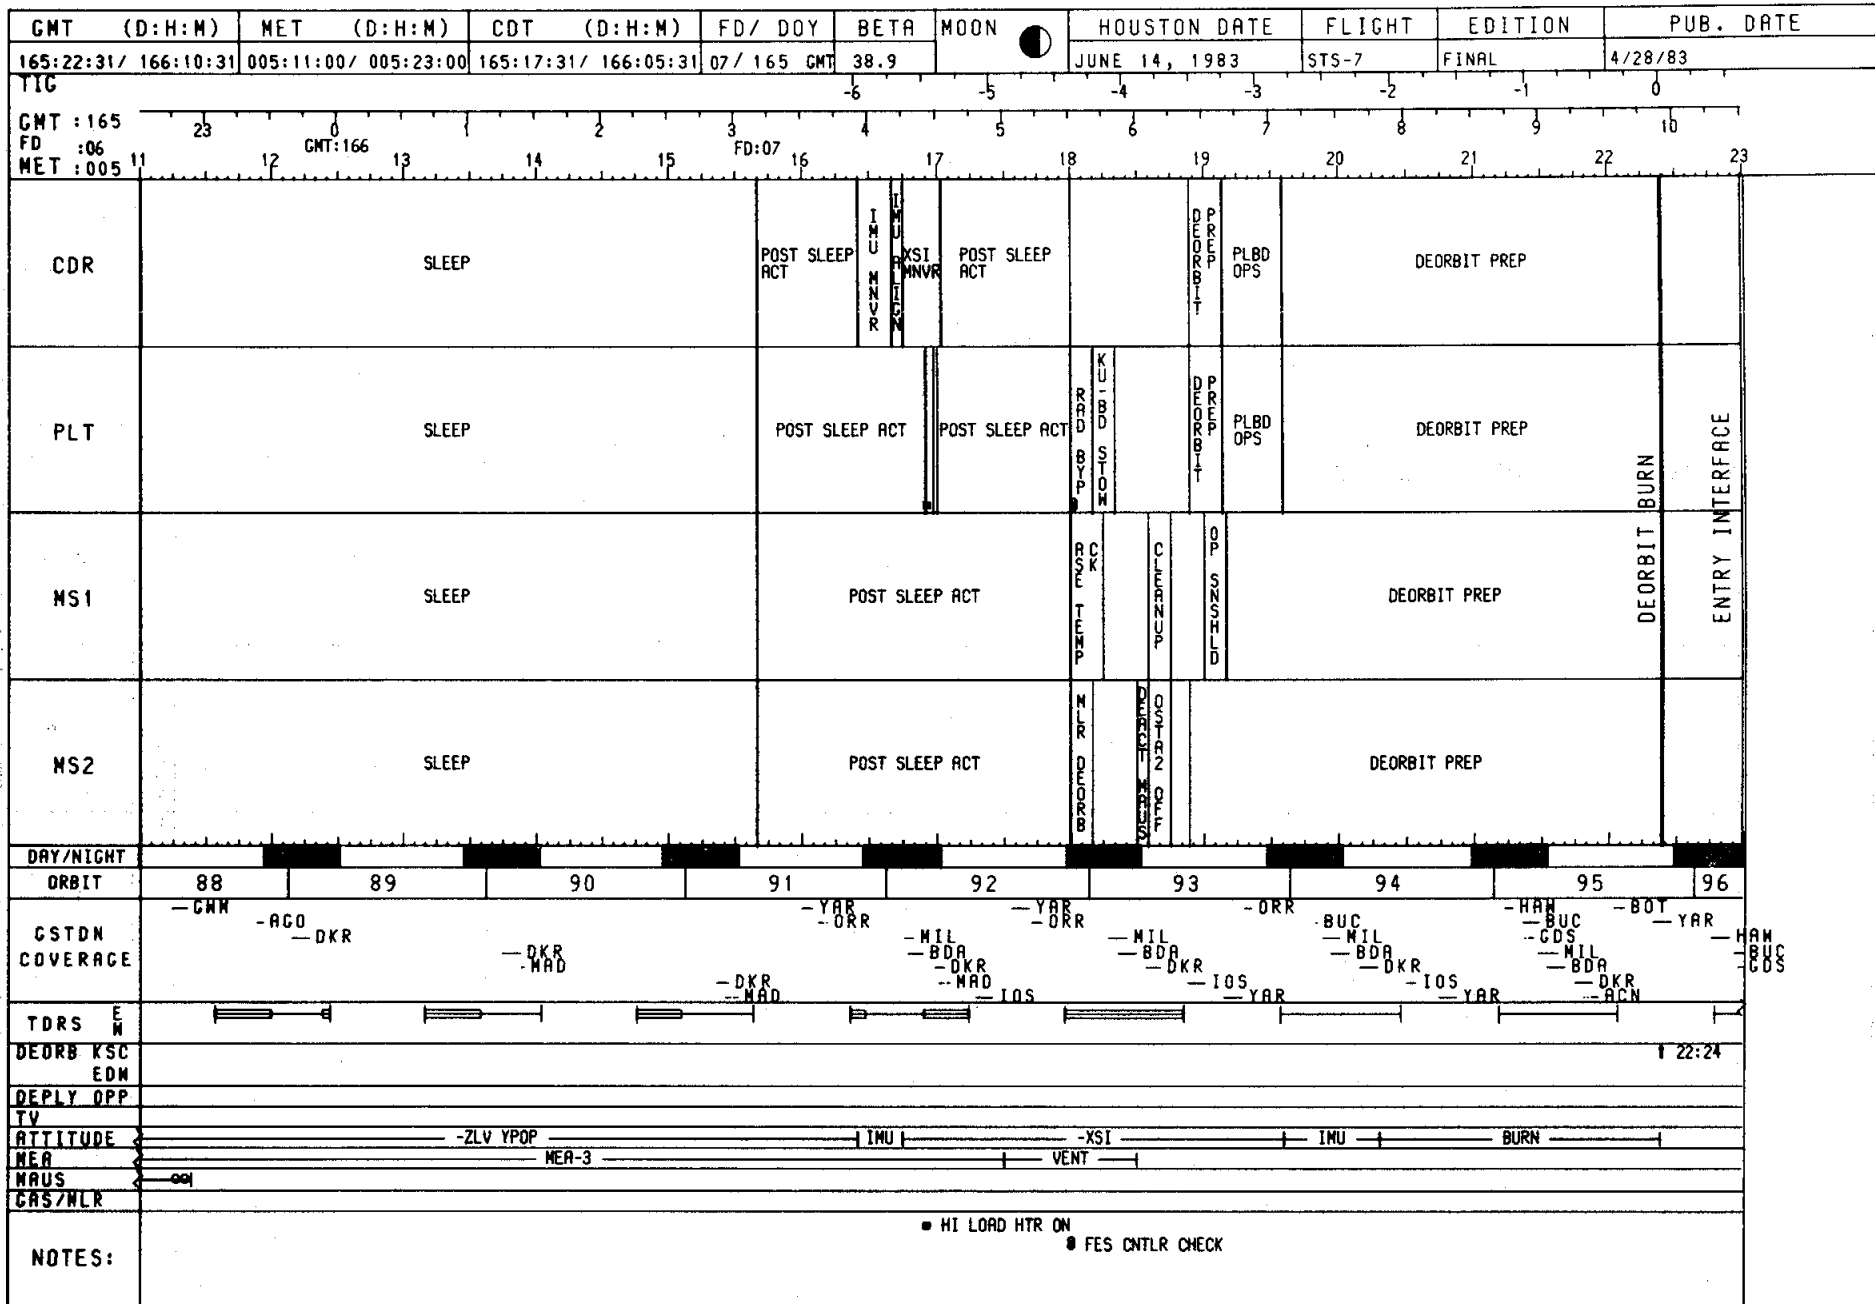 GMT (D:H:M) MET (D:H:M) CDT (D:H:M) FD/ DOY BETA MOON HOUSTON DATE FLIGHT EDITION PUB. DATE
165:22:31/ 166:10:31 005:11:00/ 005:23:00 165:17:31/ 166:05:31 07/ 165 GMT 38.9 JUNE 14, 1983 STS-7 FINAL 4/28/83
TIG -6 -5 -4 -3 -2 -1 0
GMT :165 23 0 1 2 3 4 5 6 7 8 9 10
FD :06 GMT:166 FD:07
MET :005 11 12 13 14 15 16 17 18 19 20 21 22 23
CDR SLEEP POST SLEEP ACT IMU MNVR IMU ALIGN XSI MNVR POST SLEEP ACT DEORBIT PREP PLBD OPS DEORBIT PREP
PLT SLEEP POST SLEEP ACT POST SLEEP ACT RAD BYP KU-BD STOW DEORBIT PREP PLBD OPS DEORBIT PREP
DEORBIT BURN
ENTRY INTERFACE
MS1 SLEEP POST SLEEP ACT ASE TEMP CK CLEANUP OP SNSHLD DEORBIT PREP
MS2 SLEEP POST SLEEP ACT MLR DEORB DEACT MAUS OSTA2 OFF DEORBIT PREP
DAY/NIGHT
ORBIT 88 89 90 91 92 93 94 95 96
GSTDN COVERAGE
-GWM -YAR -YAR -ORR -HAW -BOT
-AGO -ORR -ORR -BUC -BUC -YAR
-DKR -MIL -MIL -MIL -GDS -HAW
-DKR -BDA -BDA -BDA -MIL -BUC
-MAD -DKR -DKR -DKR -BDA -GDS
-DKR -MAD -IOS -IOS -DKR
-MAD -IOS -YAR -YAR -ACN
TDRS E
W
DEORB KSC 22:24
EDW
DEPLY OPP
TV
ATTITUDE -ZLV YPOP IMU -XSI IMU BURN
MEA MEA-3 VENT
MAUS
GAS/MLR
NOTES:
HI LOAD HTR ON
FES CNTLR CHECK